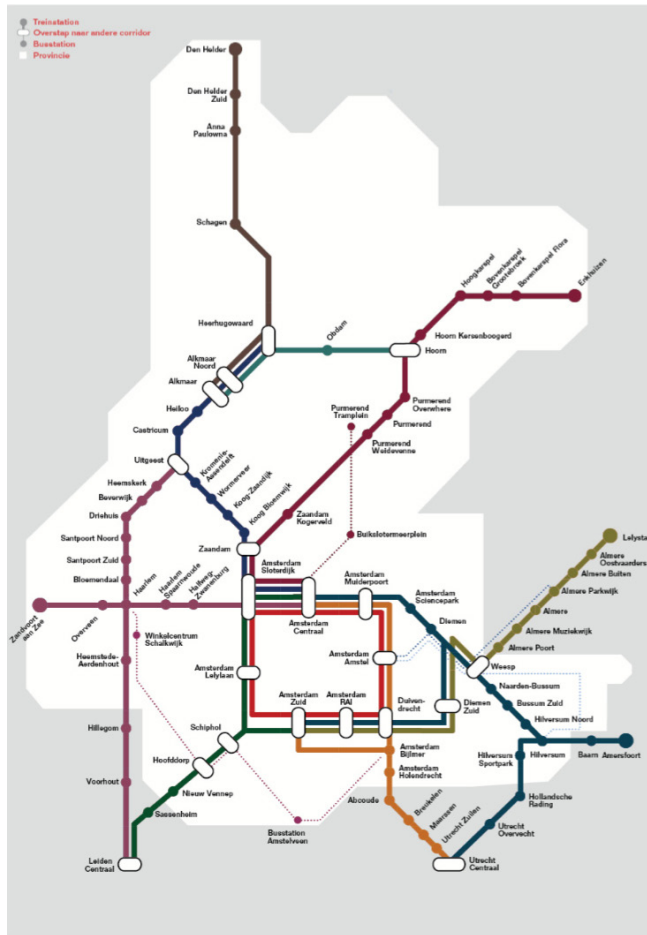 Treinstation
Overstap naar andere corridor
Busstation
Provincie
Den Helder
Den Helder
Zuid
Anna
Paulowna
Schagen
Heerhugowaard
Obdam
Hoorn
Hoorn Kersenboogerd
Hoogkarspel
Bovenkarspel
Grootebroek
Bovenkarspel Flora
Enkhuizen
Alkmaar
Noord
Alkmaar
Heiloo
Castricum
Uitgeest
Purmerend
Overwhere
Purmerend
Purmerend
Weidevenne
Purmerend
Tramplein
Krommenie-
Assendelft
Wormerveer
Koog-Zaandijk
Koog Bloemwijk
Heemskerk
Beverwijk
Driehuis
Santpoort Noord
Santpoort Zuid
Bloemendaal
Zaandam
Kogerveld
Zaandam
Buikslotermeerplein
Haarlem
Haarlem
Spaarnwoude
Halfweg-
Zwanenburg
Amsterdam
Sloterdijk
Amsterdam
Centraal
Amsterdam
Muiderpoort
Amsterdam
Sciencepark
Diemen
Lelysta
Almere
Oostvaarders
Almere Buiten
Almere Parkwijk
Almere
Almere Muziekwijk
Almere Poort
Zandvoort
aan Zee
Overveen
Winkelcentrum
Schalkwijk
Heemstede-
Aerdenhout
Amsterdam
Lelylaan
Amsterdam
Amstel
Weesp
Naarden-Bussum
Bussum Zuid
Hilversum Noord
Amsterdam
Zuid
Amsterdam
RAI
Duivendrecht
Diemen
Zuid
Hillegom
Schiphol
Hoofddorp
Amsterdam
Bijlmer
Amsterdam
Holendrecht
Hilversum
Sportpark
Hilversum
Baarn
Amersfoort
Voorhout
Nieuw Vennep
Sassenheim
Abcoude
Breukelen
Maarssen
Utrecht Zuilen
Hollandsche
Rading
Utrecht
Overvecht
Busstation
Amstelveen
Leiden
Centraal
Utrecht
Centraal